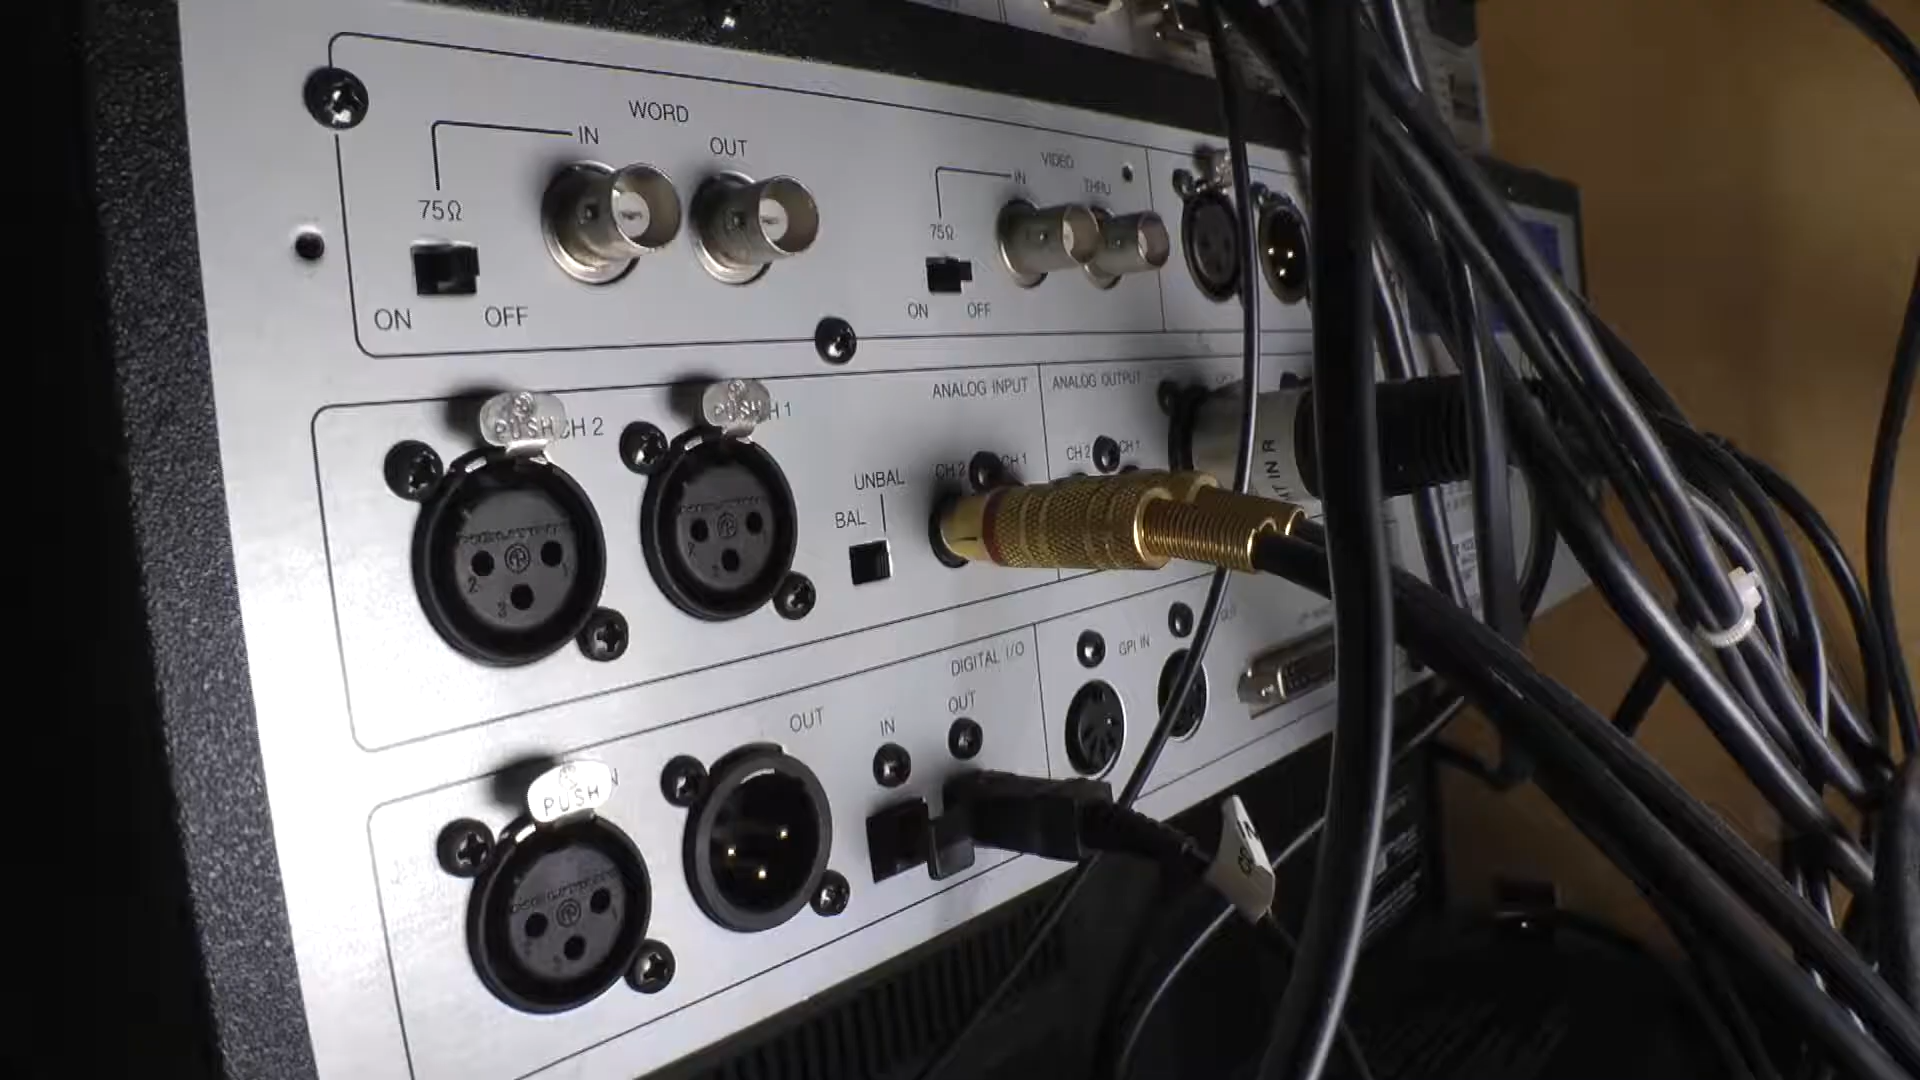 WORD
IN
OUT
75Ω
ON
OFF
VIDEO
IN
THRU
75Ω
ON
OFF
ANALOG INPUT
ANALOG OUTPUT
PUSH
CH 2
PUSH
H 1
UNBAL
BAL
CH 2
CH 1
CH 2
CH 1
IN R
2
1
3
2
DIGITAL I/O
OUT
IN
OUT
GPI IN
PUSH